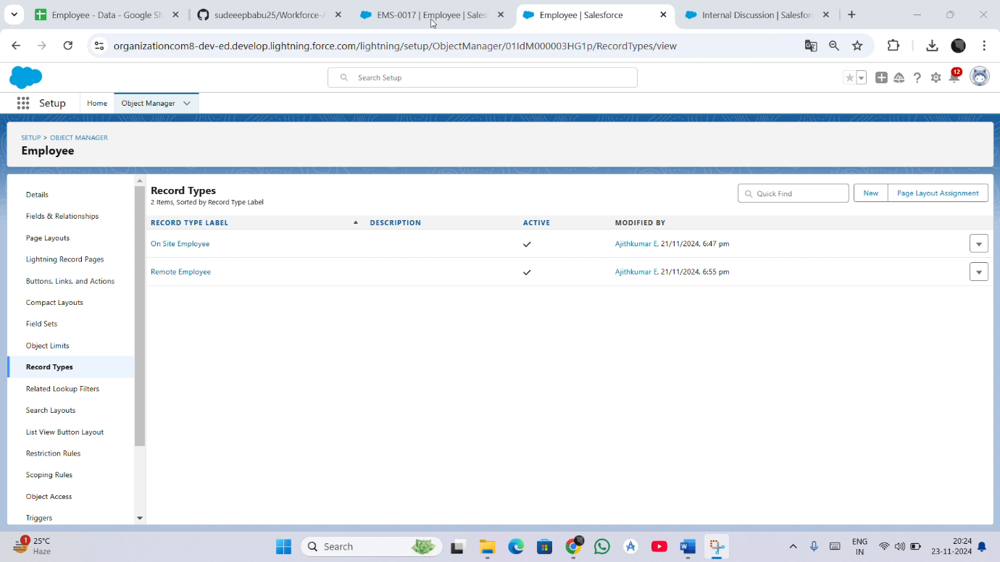 Employee - Data - Google Sh
sudeeepbabu25/Workforce-A
EMS-0017 | Employee | Sales
Employee | Salesforce
Internal Discussion | Salesforc
organizationcom8-dev-ed.develop.lightning.force.com/lightning/setup/ObjectManager/01IdM000003HG1p/RecordTypes/view
Search Setup
12
Setup
Home
Object Manager
SETUP > OBJECT MANAGER
Employee
Details
Fields & Relationships
Page Layouts
Lightning Record Pages
Buttons, Links, and Actions
Compact Layouts
Field Sets
Object Limits
Record Types
Related Lookup Filters
Search Layouts
List View Button Layout
Restriction Rules
Scoping Rules
Object Access
Triggers
Record Types
2 Items, Sorted by Record Type Label
Quick Find
New
Page Layout Assignment
RECORD TYPE LABEL DESCRIPTION ACTIVE MODIFIED BY
On Site Employee Ajithkumar E, 21/11/2024, 6:47 pm
Remote Employee Ajithkumar E, 21/11/2024, 6:55 pm
1
25°C
Haze
Search
ENG
IN
20:24
23-11-2024